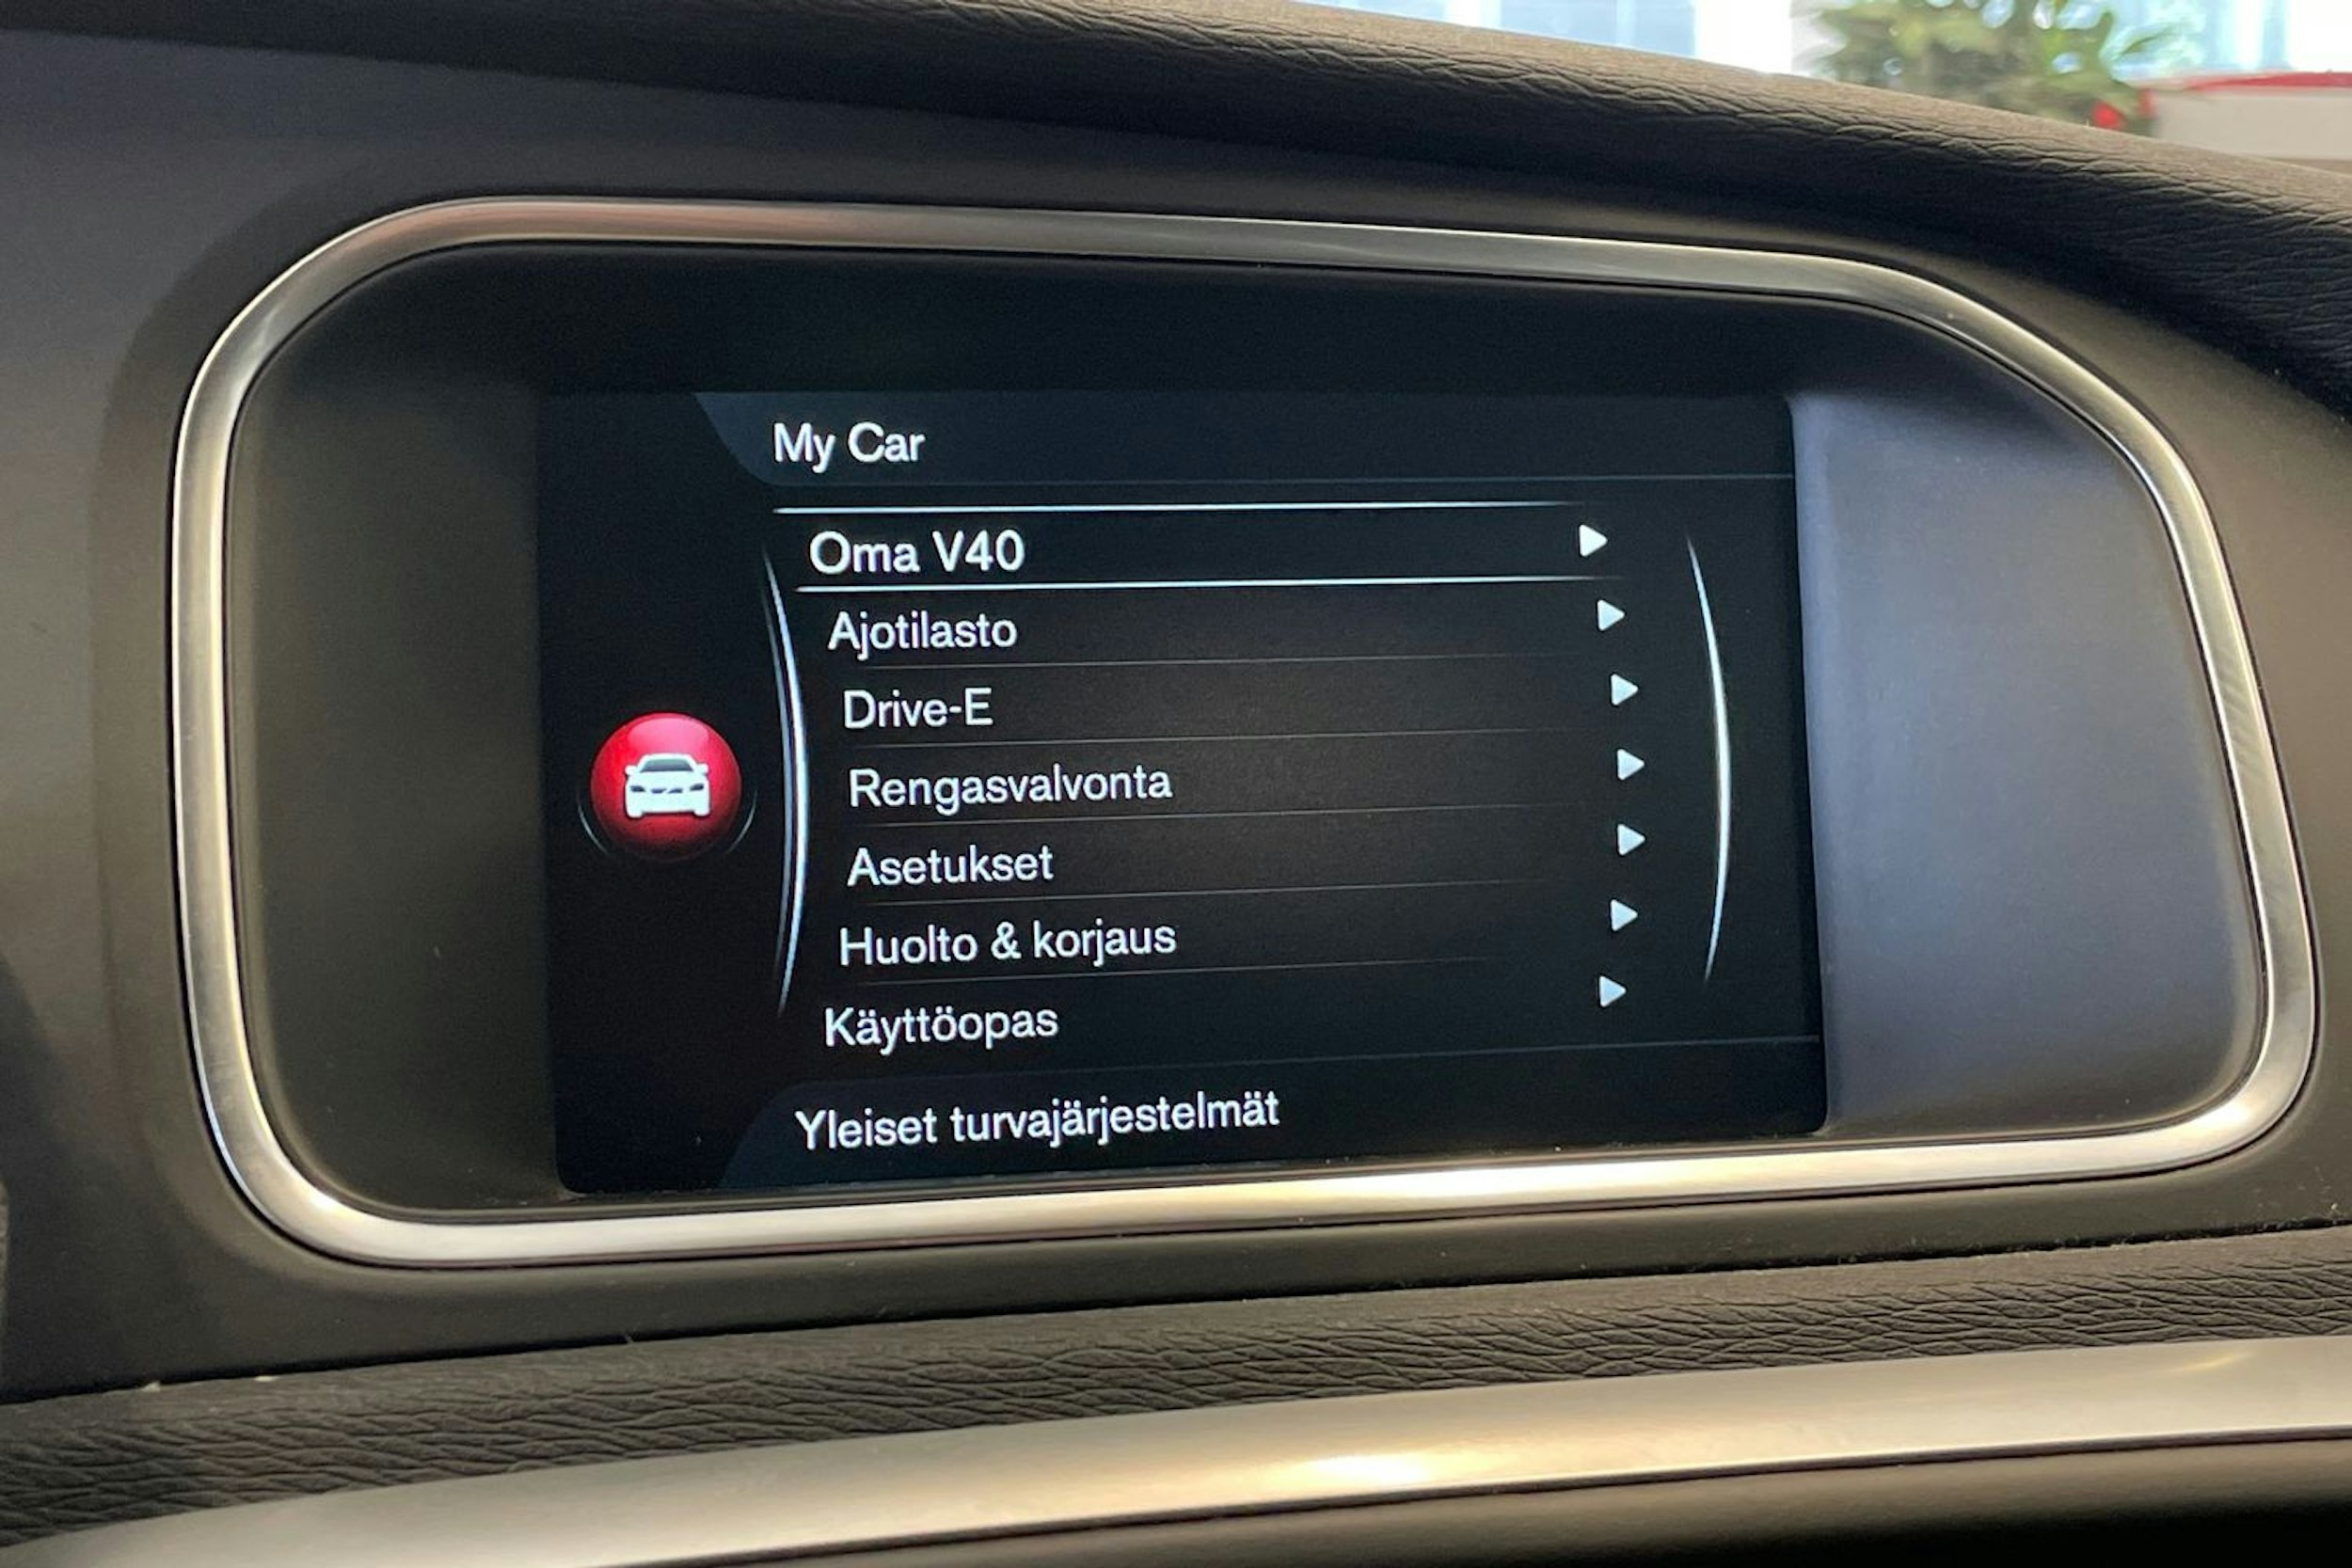 My Car
Oma V40
Ajotilasto
Drive-E
Rengasvalvonta
Asetukset
Huolto & korjaus
Käyttöopas
Yleiset turvajärjestelmät